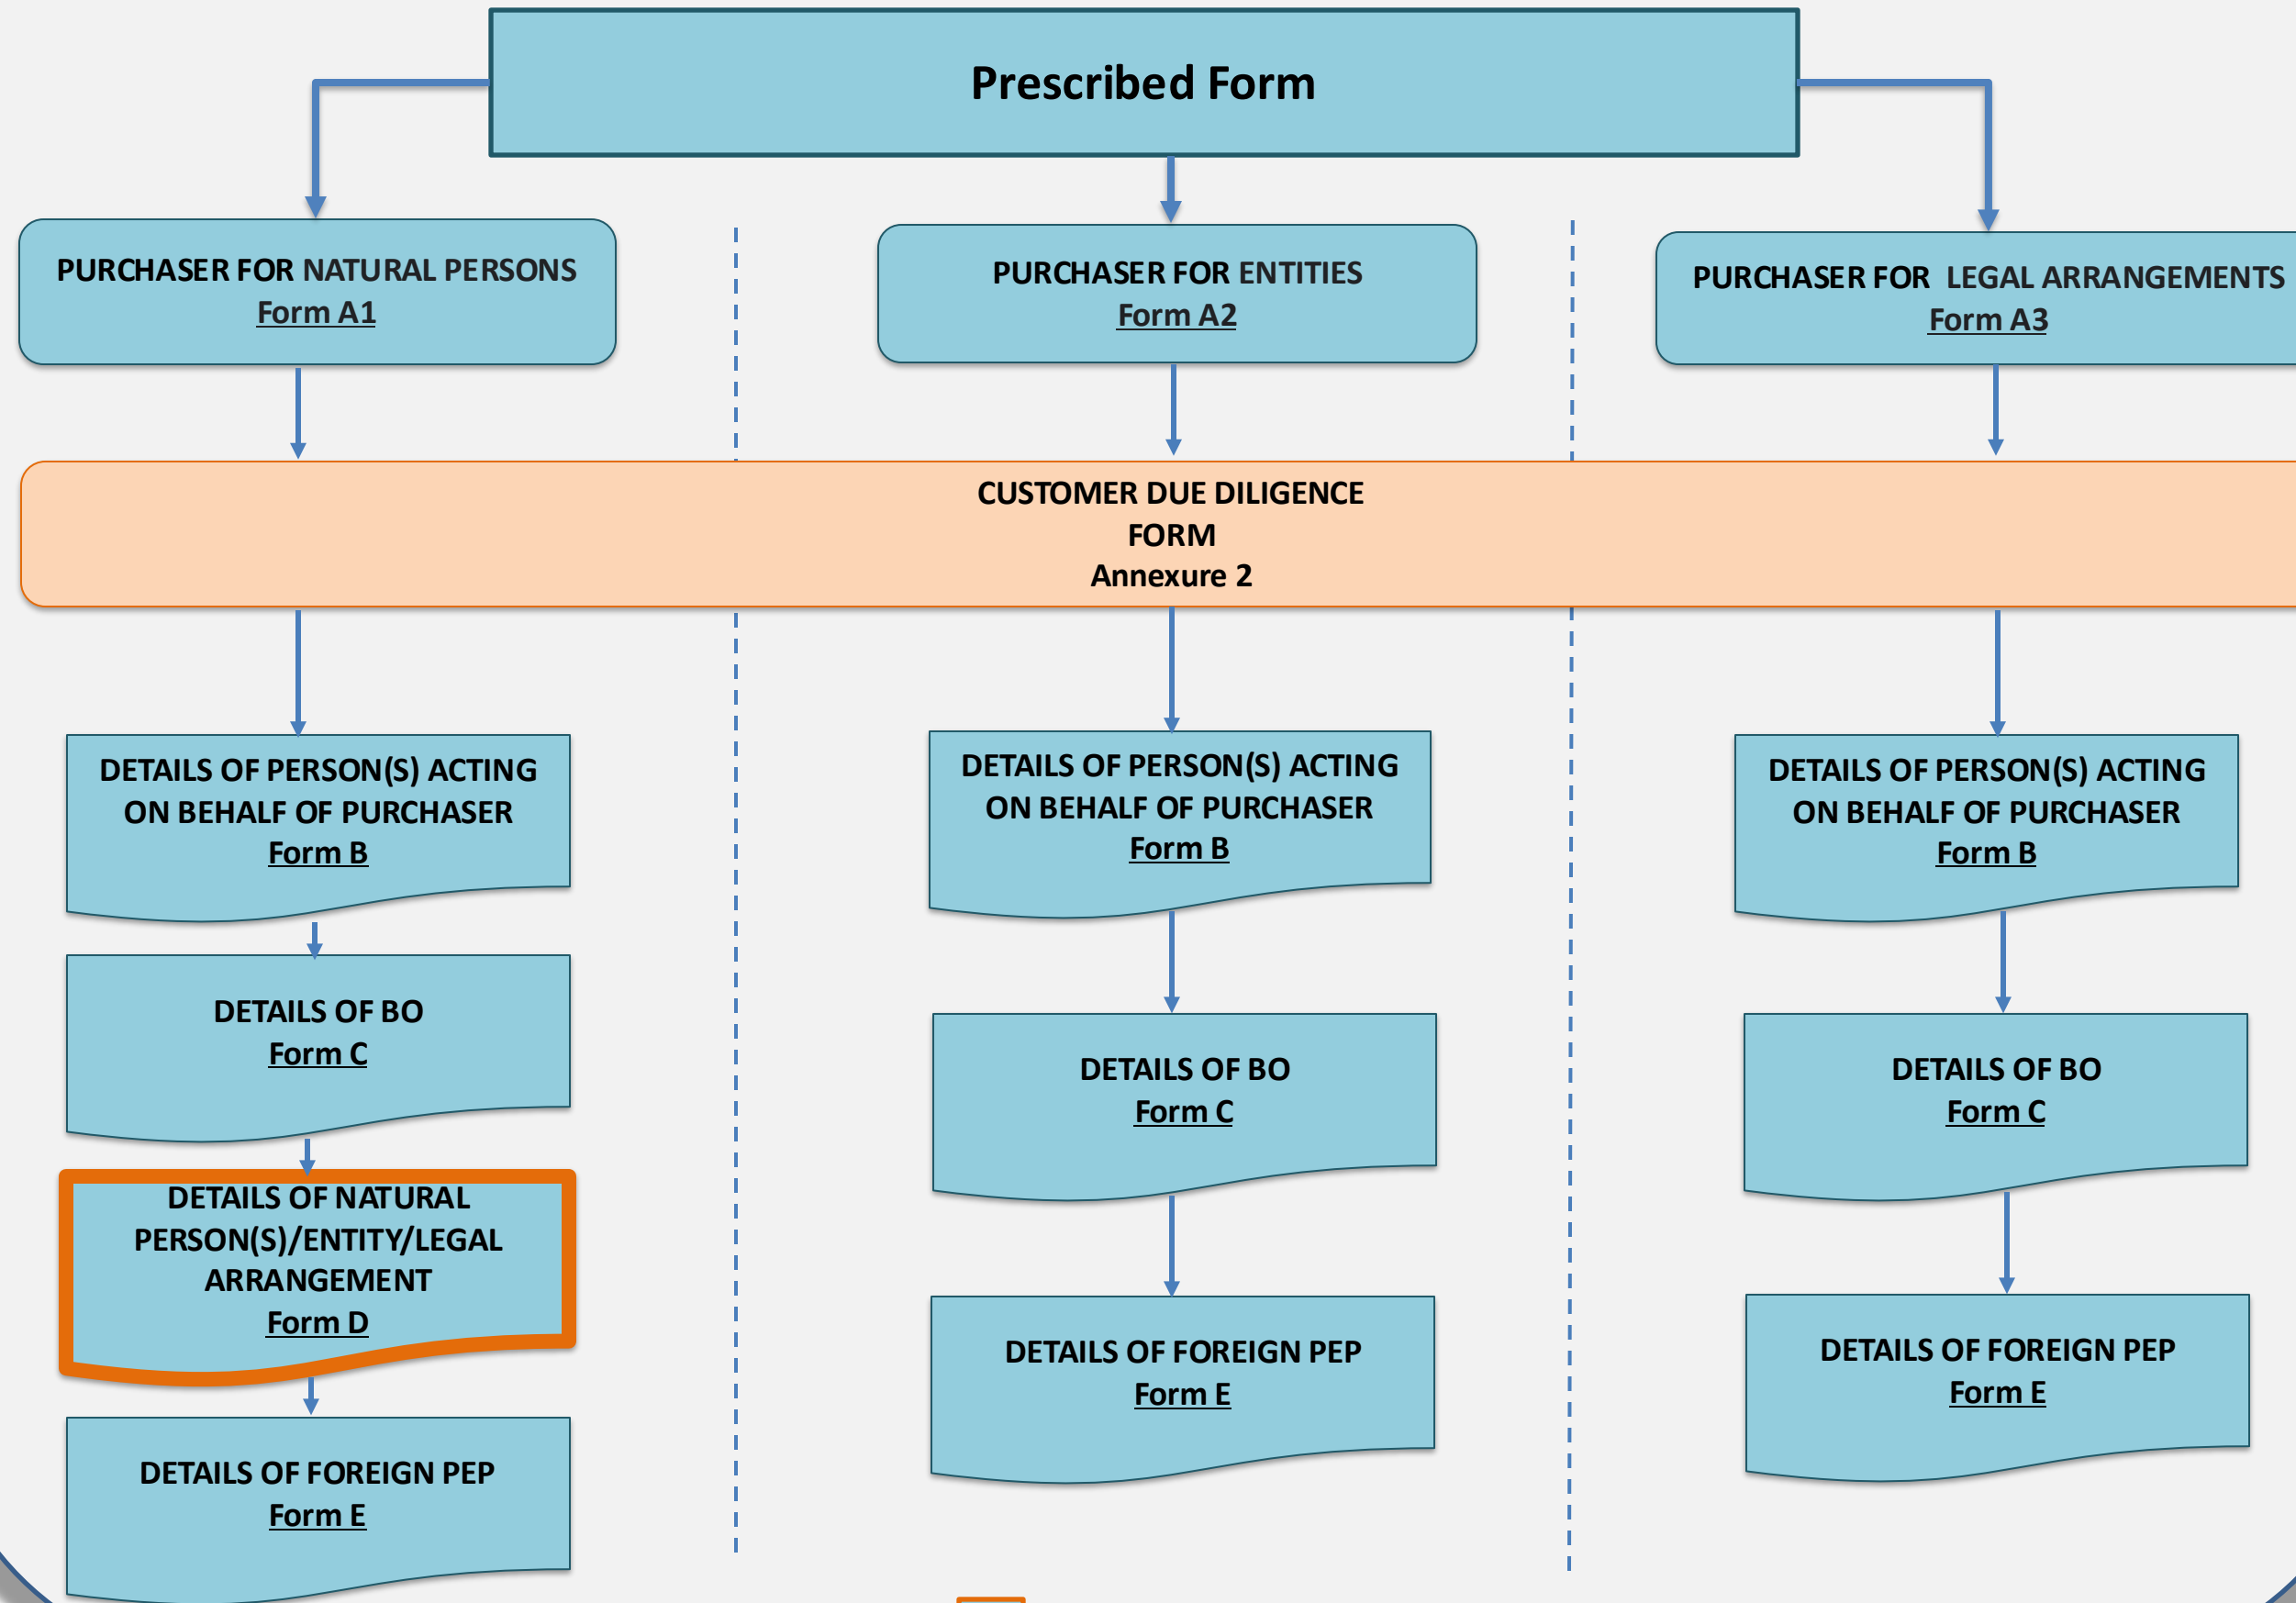 Prescribed Form
PURCHASER FOR NATURAL PERSONS
Form A1
PURCHASER FOR ENTITIES
Form A2
PURCHASER FOR LEGAL ARRANGEMENTS
Form A3
CUSTOMER DUE DILIGENCE
FORM
Annexure 2
DETAILS OF PERSON(S) ACTING
ON BEHALF OF PURCHASER
Form B
DETAILS OF BO
Form C
DETAILS OF NATURAL
PERSON(S)/ENTITY/LEGAL
ARRANGEMENT
Form D
DETAILS OF FOREIGN PEP
Form E
DETAILS OF PERSON(S) ACTING
ON BEHALF OF PURCHASER
Form B
DETAILS OF BO
Form C
DETAILS OF FOREIGN PEP
Form E
DETAILS OF PERSON(S) ACTING
ON BEHALF OF PURCHASER
Form B
DETAILS OF BO
Form C
DETAILS OF FOREIGN PEP
Form E